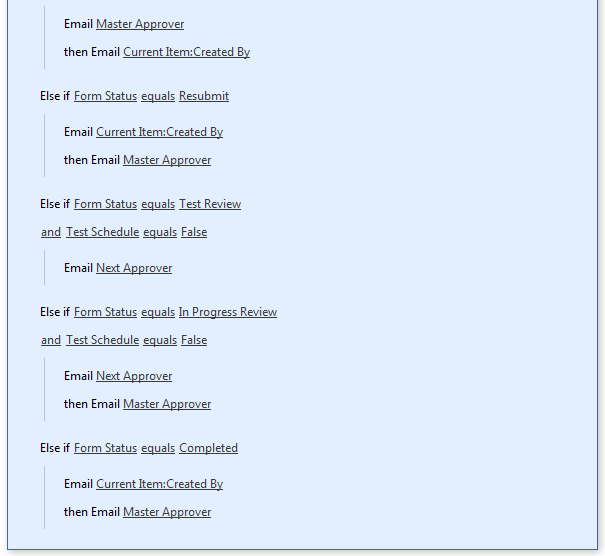 Email Master Approver
then Email Current Item:Created By
Else if Form Status equals Resubmit
Email Current Item:Created By
then Email Master Approver
Else if Form Status equals Test Review
and Test Schedule equals False
Email Next Approver
Else if Form Status equals In Progress Review
and Test Schedule equals False
Email Next Approver
then Email Master Approver
Else if Form Status equals Completed
Email Current Item:Created By
then Email Master Approver